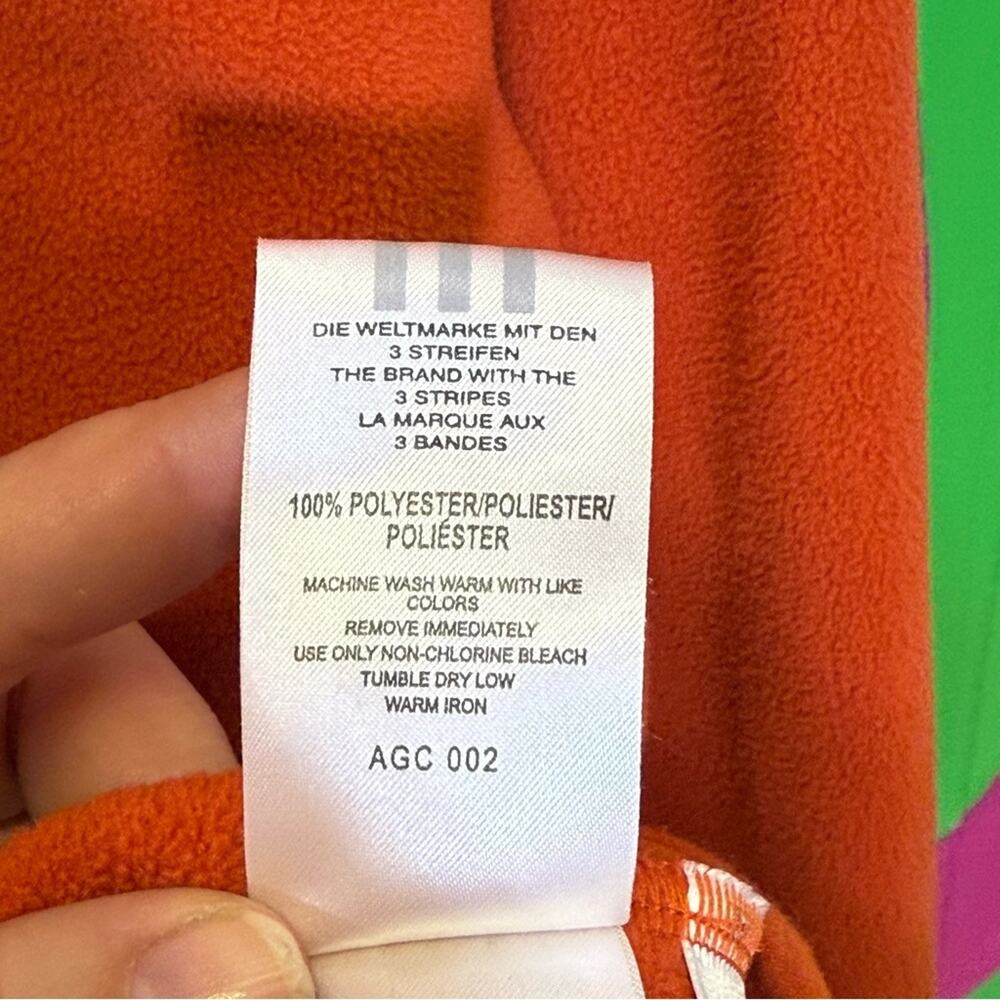 DIE WELTMARKE MIT DEN
3 STREIFEN
THE BRAND WITH THE
3 STRIPES
LA MARQUE AUX
3 BANDES
100% POLYESTER/POLIESTER/
POLIÉSTER
MACHINE WASH WARM WITH LIKE
COLORS
REMOVE IMMEDIATELY
USE ONLY NON-CHLORINE BLEACH
TUMBLE DRY LOW
WARM IRON
AGC 002